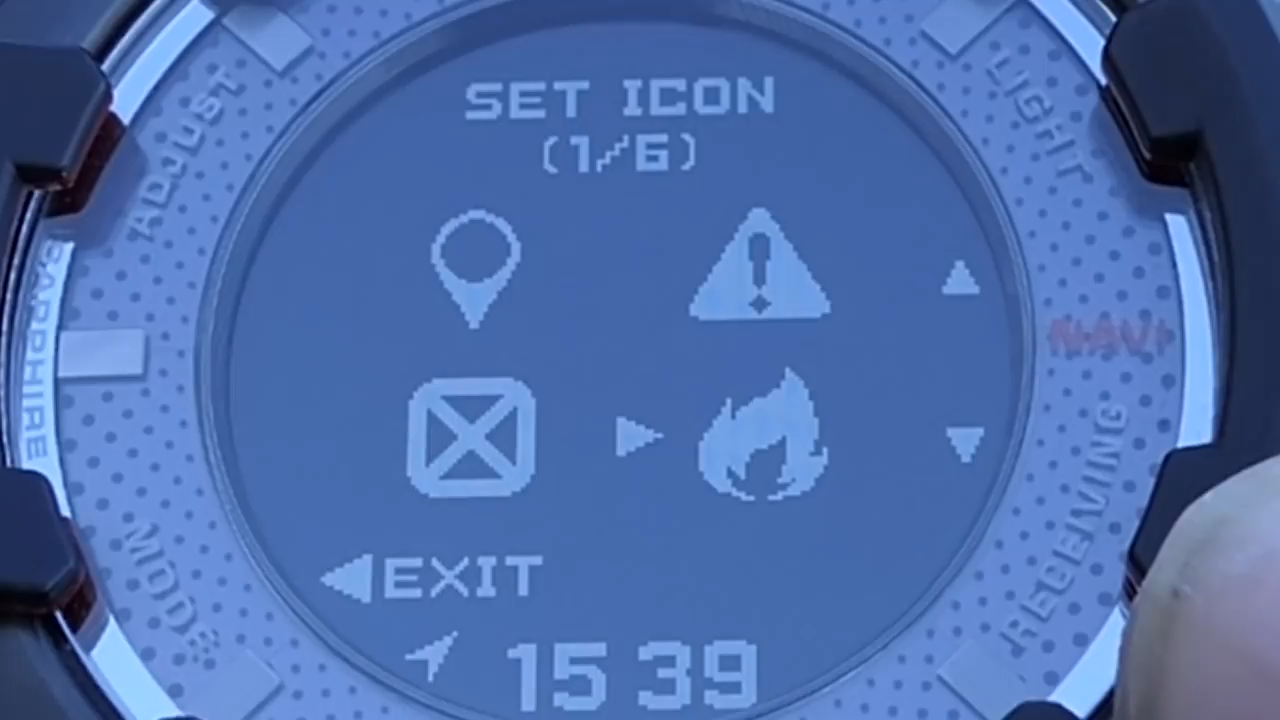 SET ICON
(1/6)
EXIT
15 39
ADJUST
LIGHT
SAPPHIRE
NAVI
MODE
RECEIVING